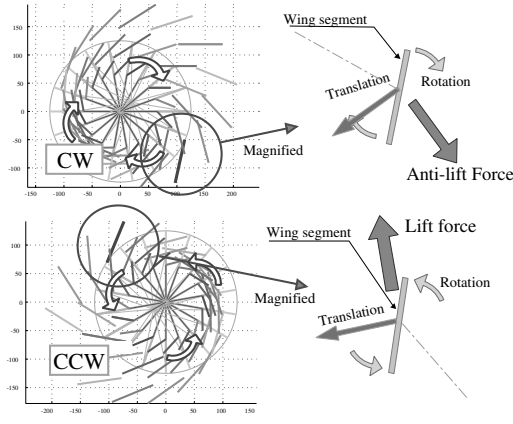 150
100
50
0
-50
-100
-150 -100 -50 0 50 100 150 200
CW
Magnified
Wing segment
Translation
Rotation
Anti-lift Force
100
50
0
-50
-100
-150
-200 -150 -100 -50 0 50 100 150
CCW
Magnified
Lift force
Wing segment
Rotation
Translation